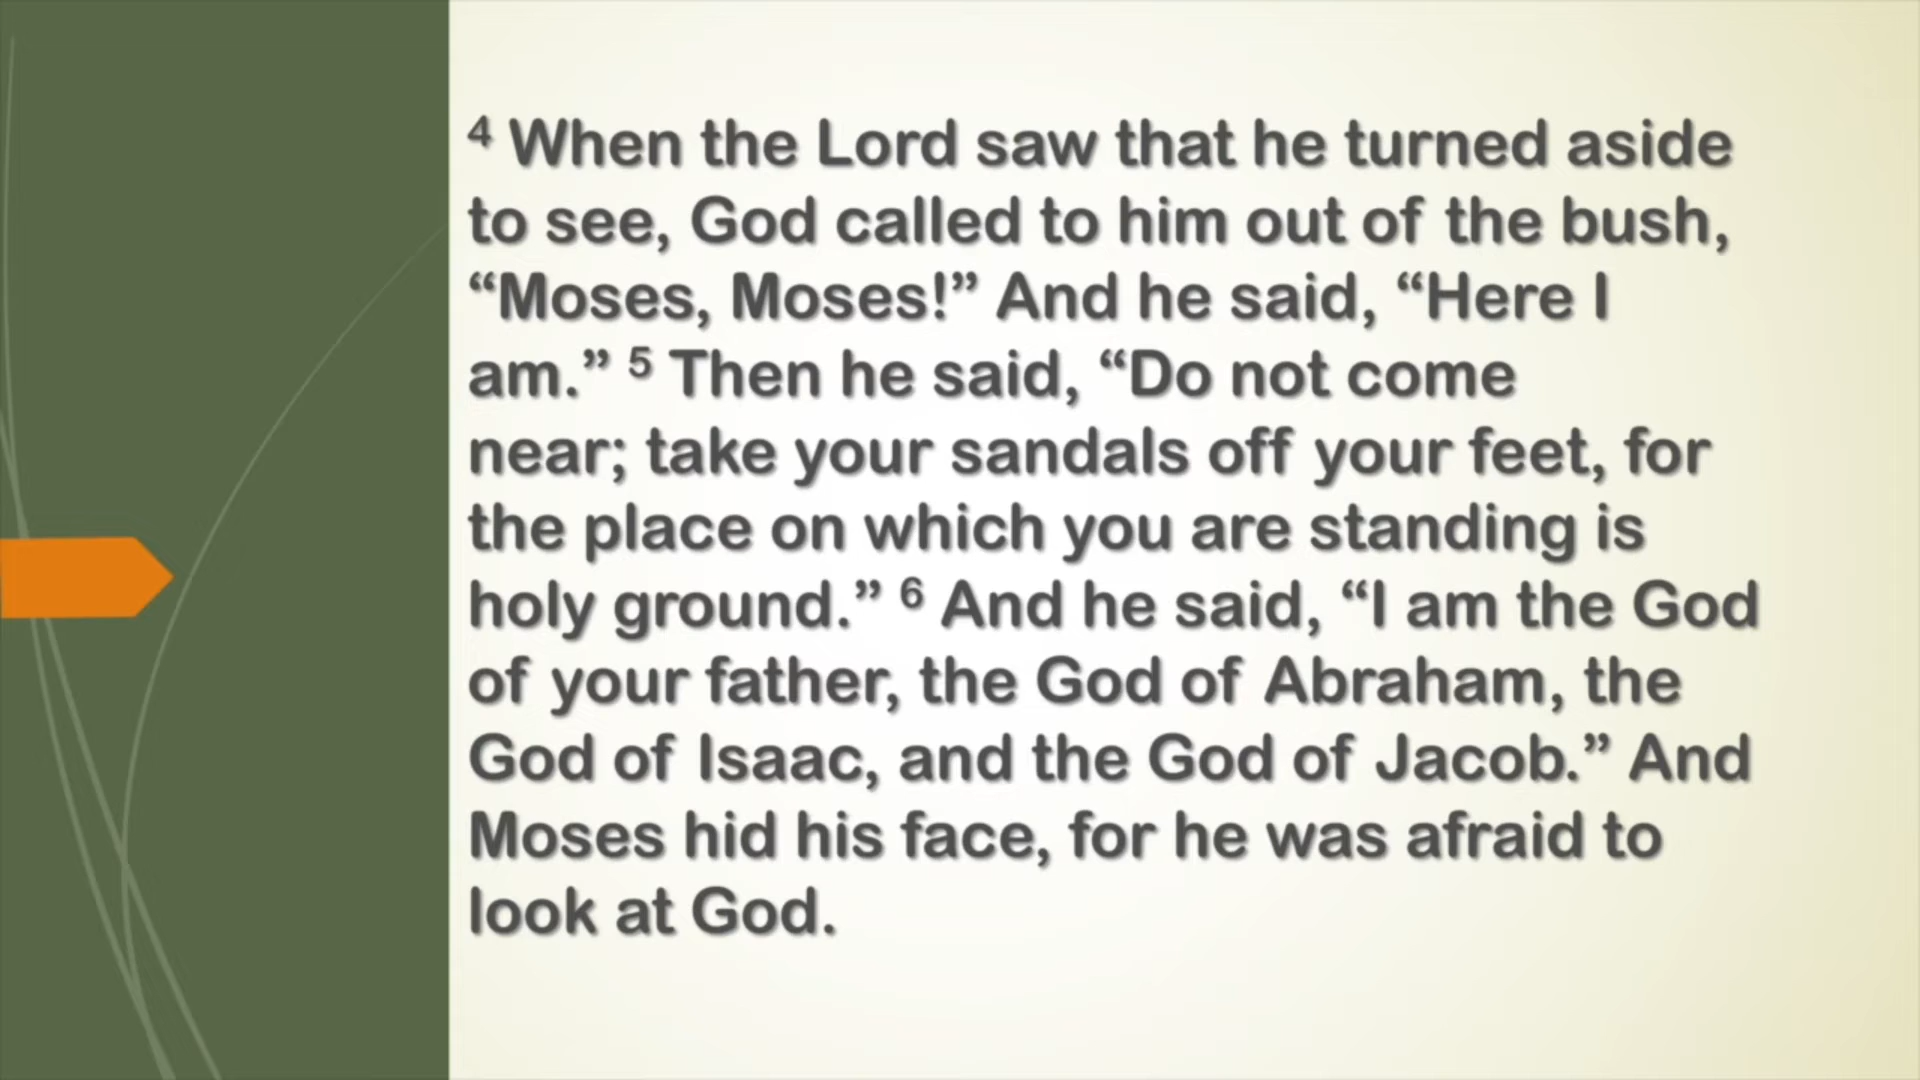 ⁴ When the Lord saw that he turned aside
to see, God called to him out of the bush,
“Moses, Moses!” And he said, “Here I
am.” ⁵ Then he said, “Do not come
near; take your sandals off your feet, for
the place on which you are standing is
holy ground.” ⁶ And he said, “I am the God
of your father, the God of Abraham, the
God of Isaac, and the God of Jacob.” And
Moses hid his face, for he was afraid to
look at God.